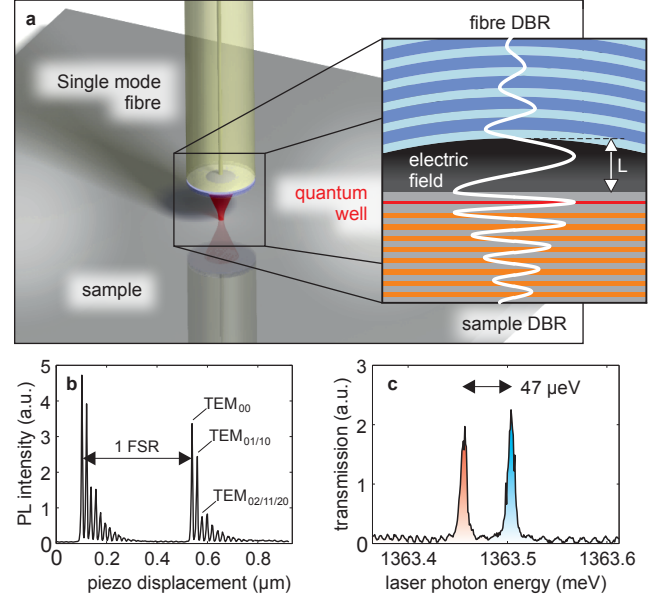 a
fibre DBR
Single mode
fibre
electric
field
L
quantum
well
sample
sample DBR
b
PL intensity (a.u.)
5
4
3
2
1
0
TEM00
TEM01/10
TEM02/11/20
1 FSR
0
0.2
0.4
0.6
0.8
piezo displacement (µm)
c
transmission (a.u.)
3
2
1
0
47 µeV
1363.4
1363.5
1363.6
laser photon energy (meV)